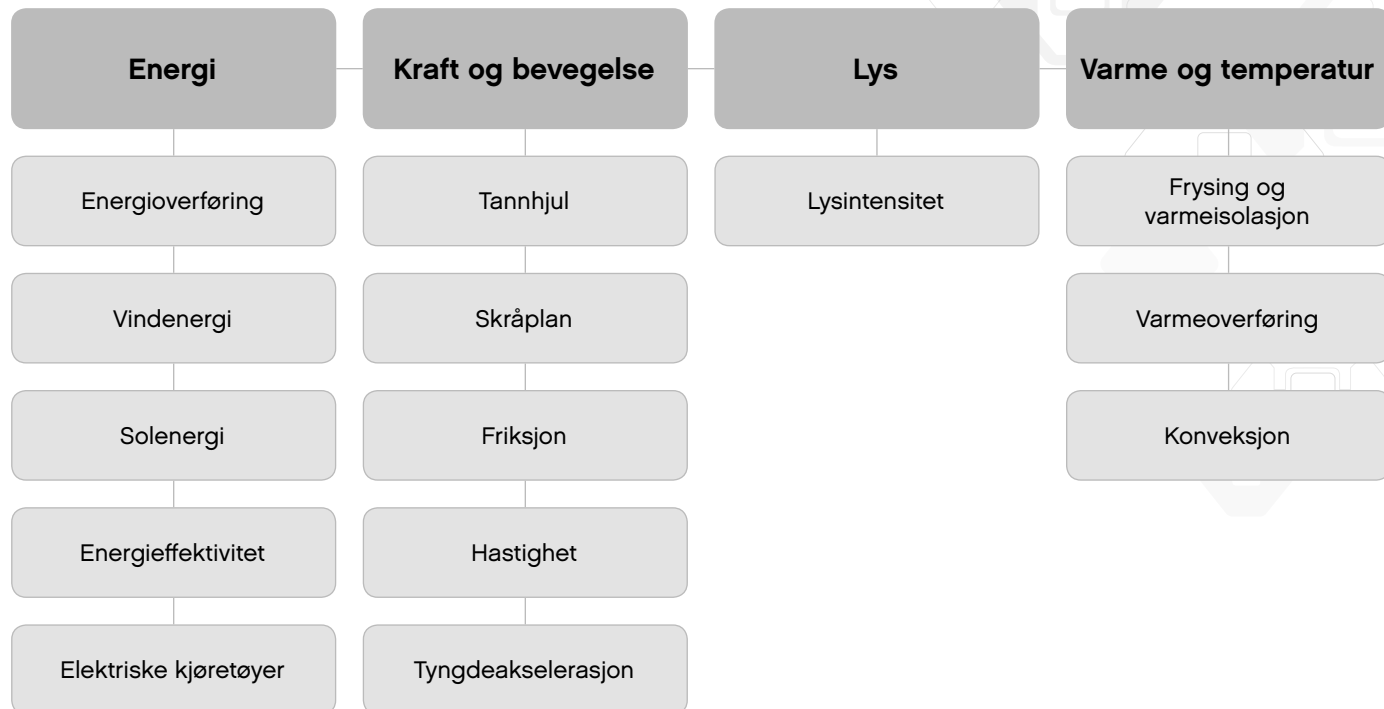 Energi
Energioverføring
Vindenergi
Solenergi
Energieffektivitet
Elektriske kjøretøyer
Kraft og bevegelse
Tannhjul
Skråplan
Friksjon
Hastighet
Tyngdeakselerasjon
Lys
Lysintensitet
Varme og temperatur
Frysing og
varmeisolasjon
Varmeoverføring
Konveksjon